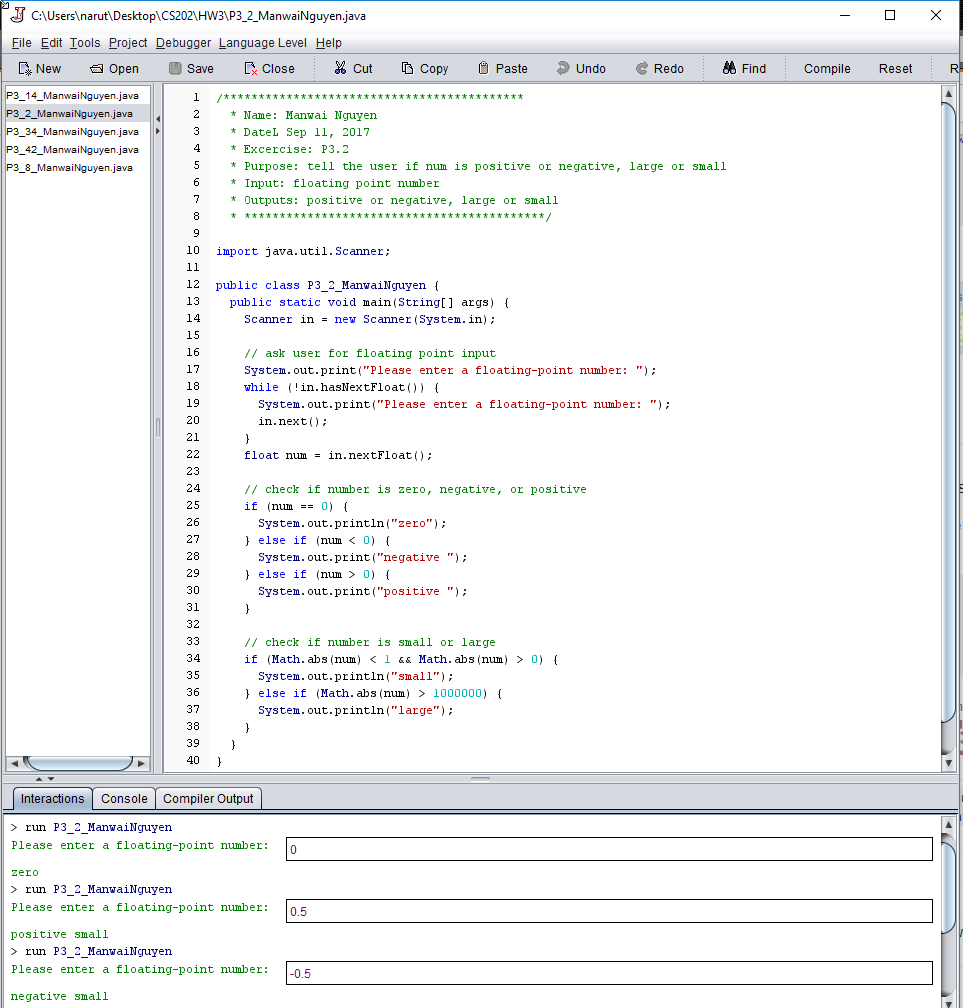 C:\Users\narut\Desktop\CS202\HW3\P3_2_ManwaiNguyen.java
File Edit Tools Project Debugger Language Level Help
New Open Save Close Cut Copy Paste Undo Redo Find Compile Reset R
P3_14_ManwaiNguyen.java
P3_2_ManwaiNguyen.java
P3_34_ManwaiNguyen.java
P3_42_ManwaiNguyen.java
P3_8_ManwaiNguyen.java
1 /*******************************************
2   * Name: Manwai Nguyen
3   * DateL Sep 11, 2017
4   * Excercise: P3.2
5   * Purpose: tell the user if num is positive or negative, large or small
6   * Input: floating point number
7   * Outputs: positive or negative, large or small
8   * *******************************************/
9
10 import java.util.Scanner;
11
12 public class P3_2_ManwaiNguyen {
13   public static void main(String[] args) {
14     Scanner in = new Scanner(System.in);
15
16     // ask user for floating point input
17     System.out.print("Please enter a floating-point number: ");
18     while (!in.hasNextFloat()) {
19       System.out.print("Please enter a floating-point number: ");
20       in.next();
21     }
22     float num = in.nextFloat();
23
24     // check if number is zero, negative, or positive
25     if (num == 0) {
26       System.out.println("zero");
27     } else if (num < 0) {
28       System.out.print("negative ");
29     } else if (num > 0) {
30       System.out.print("positive ");
31     }
32
33     // check if number is small or large
34     if (Math.abs(num) < 1 && Math.abs(num) > 0) {
35       System.out.println("small");
36     } else if (Math.abs(num) > 1000000) {
37       System.out.println("large");
38     }
39   }
40 }
Interactions Console Compiler Output
> run P3_2_ManwaiNguyen
Please enter a floating-point number: 0
zero
> run P3_2_ManwaiNguyen
Please enter a floating-point number: 0.5
positive small
> run P3_2_ManwaiNguyen
Please enter a floating-point number: -0.5
negative small